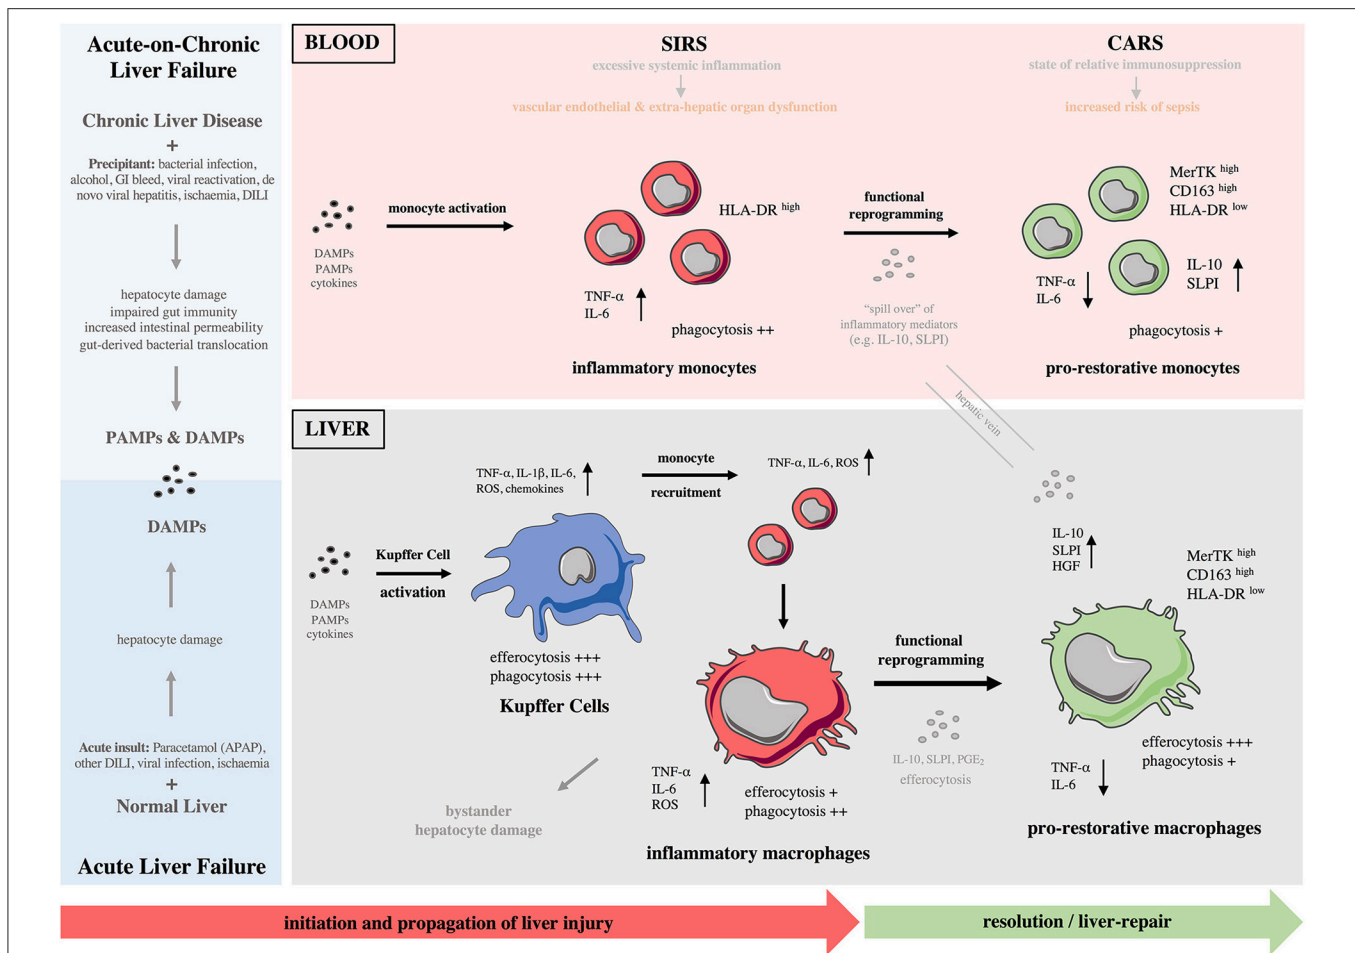 Acute-on-Chronic
Liver Failure
Chronic Liver Disease
+
Precipitant: bacterial infection,
alcohol, GI bleed, viral reactivation, de
novo viral hepatitis, ischaemia, DILI
hepatocyte damage
impaired gut immunity
increased intestinal permeability
gut-derived bacterial translocation
PAMPs & DAMPs
DAMPs
hepatocyte damage
Acute insult: Paracetamol (APAP),
other DILI, viral infection, ischaemia
+
Normal Liver
Acute Liver Failure
BLOOD
SIRS
excessive systemic inflammation
vascular endothelial & extra-hepatic organ dysfunction
CARS
state of relative immunosuppression
increased risk of sepsis
DAMPs
PAMPs
cytokines
monocyte activation
HLA-DR high
TNF-α
IL-6
phagocytosis ++
inflammatory monocytes
functional
reprogramming
"spill over" of
inflammatory mediators
(e.g. IL-10, SLPI)
MerTK high
CD163 high
HLA-DR low
TNF-α
IL-6
IL-10
SLPI
phagocytosis +
pro-restorative monocytes
hepatic vein
LIVER
DAMPs
PAMPs
cytokines
Kupffer Cell
activation
TNF-α, IL-1β, IL-6,
ROS, chemokines
efferocytosis +++
phagocytosis +++
Kupffer Cells
bystander
hepatocyte damage
monocyte
recruitment
TNF-α, IL-6, ROS
TNF-α
IL-6
ROS
efferocytosis +
phagocytosis ++
inflammatory macrophages
functional
reprogramming
IL-10, SLPI, PGE2
efferocytosis
IL-10
SLPI
HGF
MerTK high
CD163 high
HLA-DR low
efferocytosis +++
phagocytosis +
TNF-α
IL-6
pro-restorative macrophages
initiation and propagation of liver injury
resolution / liver-repair